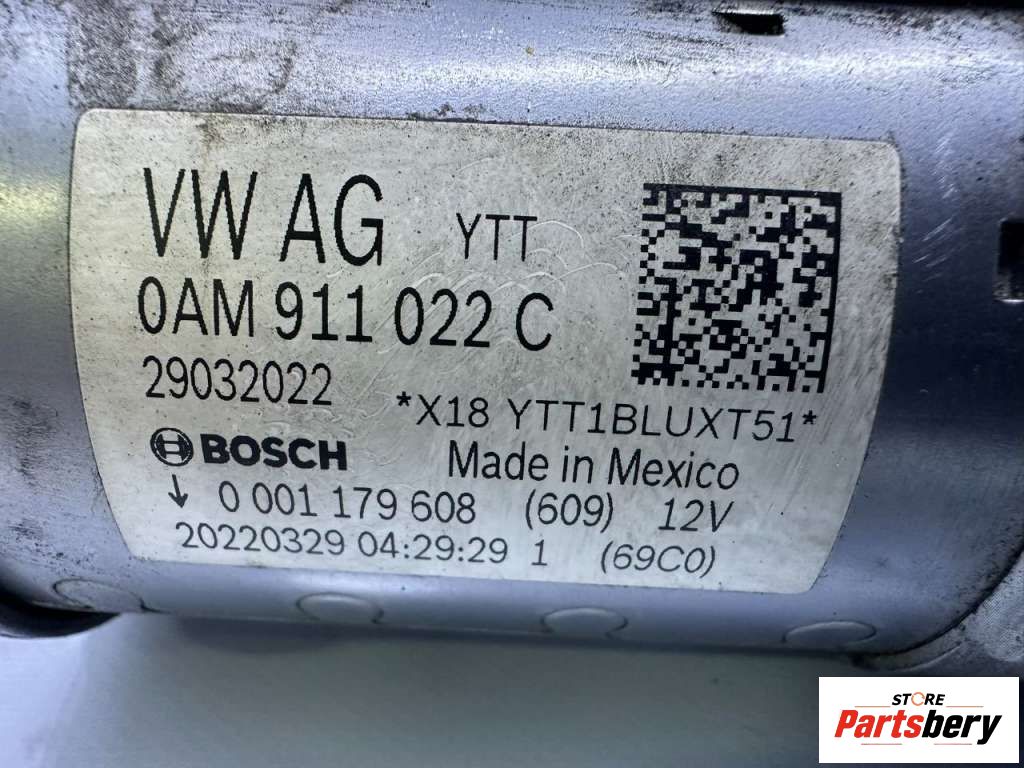 VW AG YTT
0AM 911 022 C
29032022
*X18 YTT1BLUXT51*
BOSCH Made in Mexico
↓ 0 001 179 608 (609) 12V
20220329 04:29:29 1 (69C0)
STORE
Partsbery